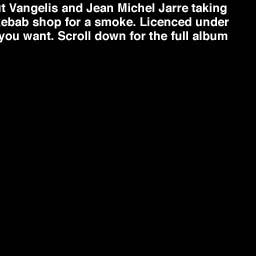 Vangelis and Jean Michel Jarre taking
kebab shop for a smoke. Licenced under
you want. Scroll down for the full album